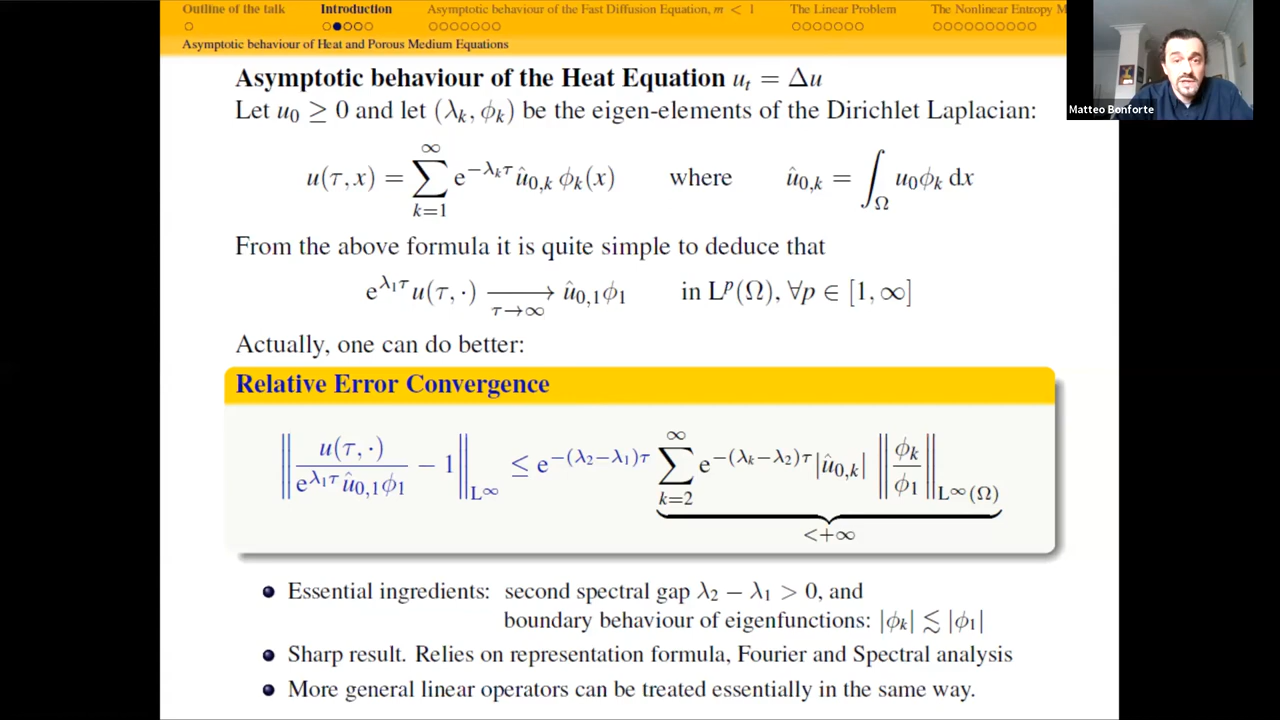 Outline of the talk
Introduction
Asymptotic behaviour of the Fast Diffusion Equation, m < 1
The Linear Problem
The Nonlinear Entropy M
Asymptotic behaviour of Heat and Porous Medium Equations
Matteo Bonforte
Asymptotic behaviour of the Heat Equation u_t = Δu
Let u_0 ≥ 0 and let (λ_k, ϕ_k) be the eigen-elements of the Dirichlet Laplacian:
u(τ, x) = ∑_{k=1}^{∞} e^{−λ_k τ} û_{0,k} ϕ_k(x) where û_{0,k} = ∫_Ω u_0 ϕ_k dx
From the above formula it is quite simple to deduce that
e^{λ_1 τ} u(τ, ·) ⟶_{τ→∞} û_{0,1} ϕ_1 in L^p(Ω), ∀p ∈ [1, ∞]
Actually, one can do better:
Relative Error Convergence
‖ u(τ, ·) / (e^{λ_1 τ} û_{0,1} ϕ_1) − 1 ‖_{L^∞} ≤ e^{−(λ_2−λ_1)τ} ∑_{k=2}^{∞} e^{−(λ_k−λ_2)τ} |û_{0,k}| ‖ ϕ_k / ϕ_1 ‖_{L^∞(Ω)}
<+∞
Essential ingredients: second spectral gap λ_2 − λ_1 > 0, and
boundary behaviour of eigenfunctions: |ϕ_k| ≲ |ϕ_1|
Sharp result. Relies on representation formula, Fourier and Spectral analysis
More general linear operators can be treated essentially in the same way.